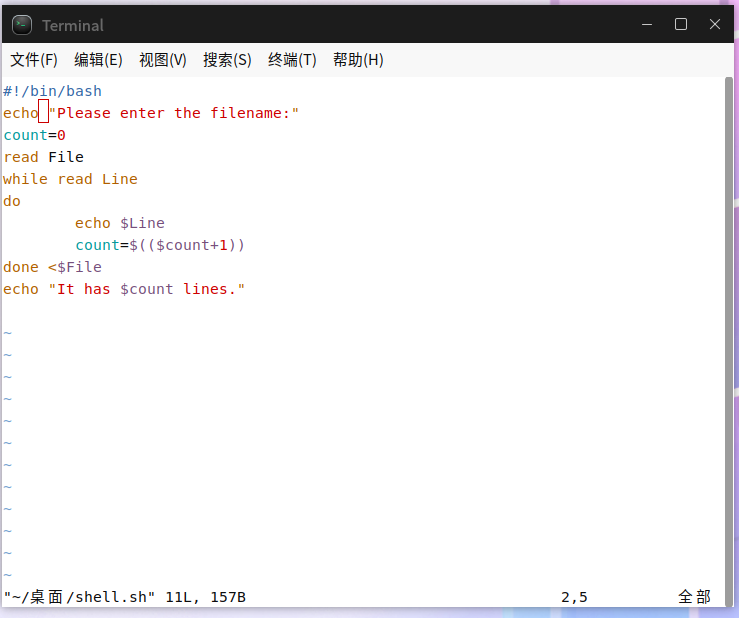 Terminal
文件(F) 编辑(E) 视图(V) 搜索(S) 终端(T) 帮助(H)
#!/bin/bash
echo "Please enter the filename:"
count=0
read File
while read Line
do
        echo $Line
        count=$(($count+1))
done <$File
echo "It has $count lines."

~
~
~
~
~
~
~
~
~
~
~
~
"~/桌面/shell.sh" 11L, 157B 2,5 全部